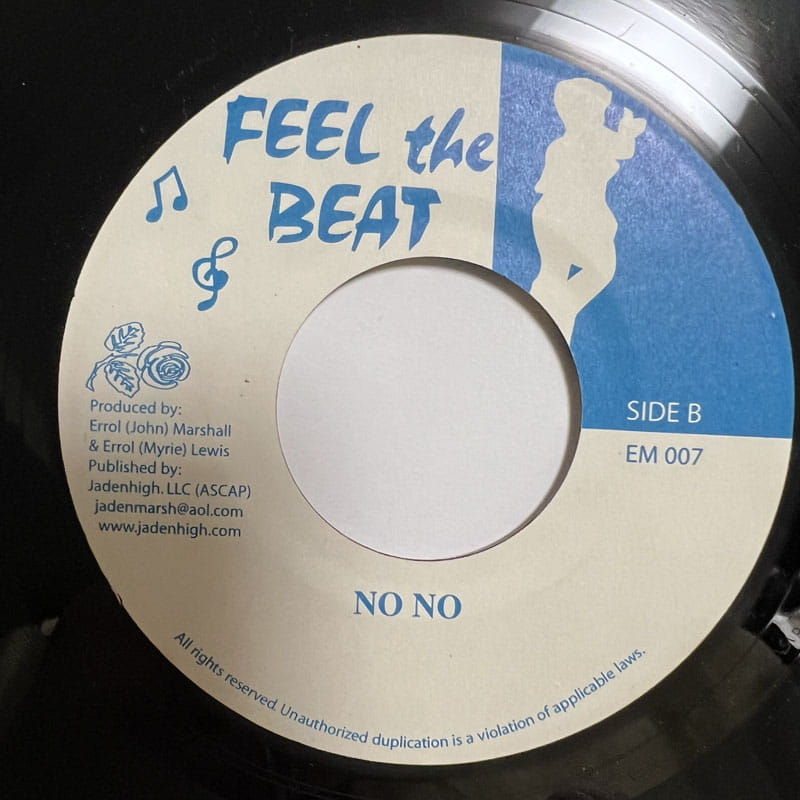 FEEL the
BEAT
Produced by:
Errol (John) Marshall
& Errol (Myrie) Lewis
Published by:
Jadenhigh. LLC (ASCAP)
jadenmarsh@aol.com
www.jadenhigh.com
SIDE B
EM 007
NO NO
All rights reserved. Unauthorized duplication is a violation of applicable laws.